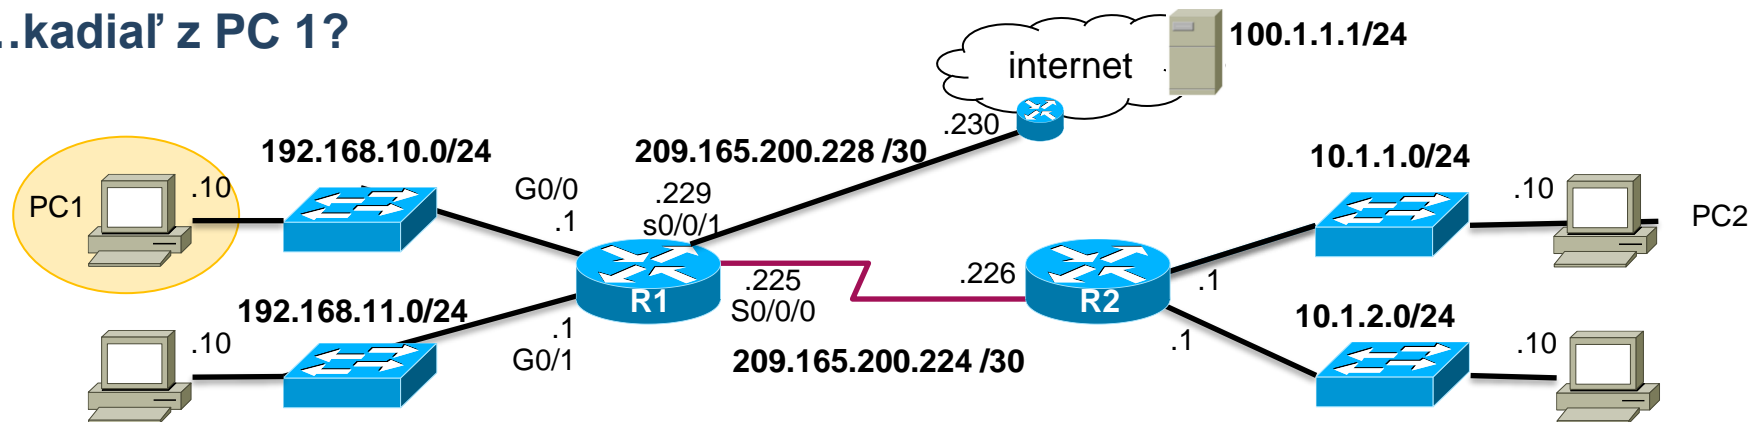 …kadiaľ z PC 1?
100.1.1.1/24
internet
.230
192.168.10.0/24
209.165.200.228 /30
10.1.1.0/24
PC1
.10
G0/0
.1
.229
s0/0/1
.10
PC2
.225
S0/0/0
.226
R1
R2
.1
192.168.11.0/24
.1
G0/1
10.1.2.0/24
.1
.10
209.165.200.224 /30
.10